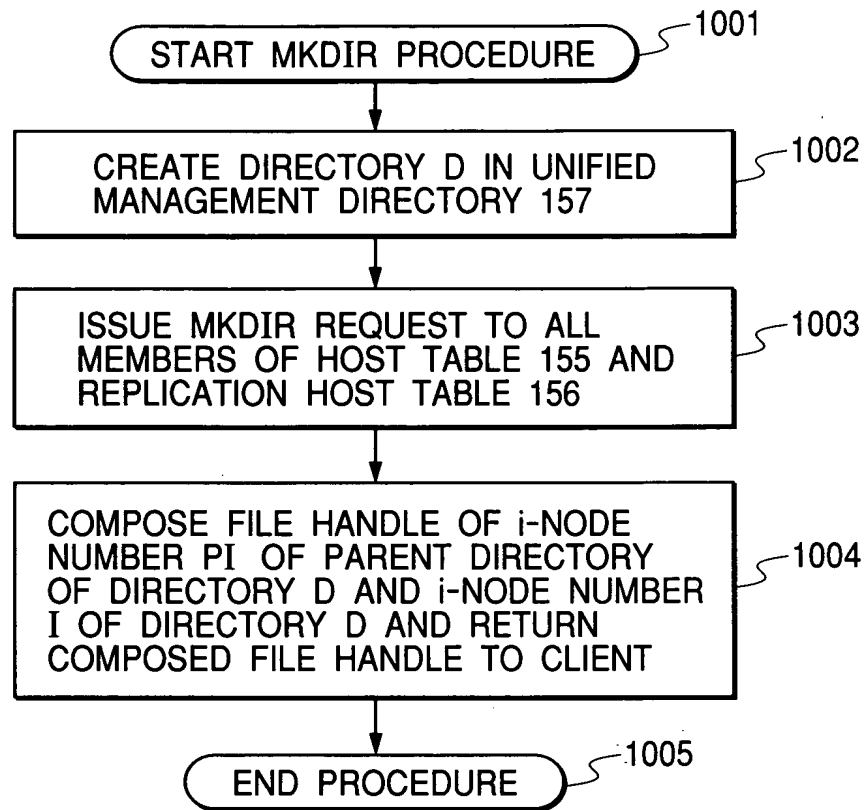 START MKDIR PROCEDURE
1001
CREATE DIRECTORY D IN UNIFIED
MANAGEMENT DIRECTORY 157
1002
ISSUE MKDIR REQUEST TO ALL
MEMBERS OF HOST TABLE 155 AND
REPLICATION HOST TABLE 156
1003
COMPOSE FILE HANDLE OF i-NODE
NUMBER PI OF PARENT DIRECTORY
OF DIRECTORY D AND i-NODE NUMBER
I OF DIRECTORY D AND RETURN
COMPOSED FILE HANDLE TO CLIENT
1004
END PROCEDURE
1005